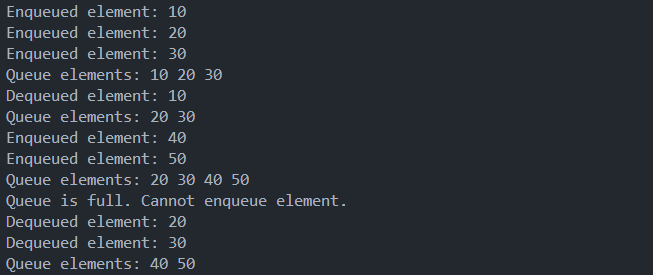 Enqueued element: 10
Enqueued element: 20
Enqueued element: 30
Queue elements: 10 20 30
Dequeued element: 10
Queue elements: 20 30
Enqueued element: 40
Enqueued element: 50
Queue elements: 20 30 40 50
Queue is full. Cannot enqueue element.
Dequeued element: 20
Dequeued element: 30
Queue elements: 40 50